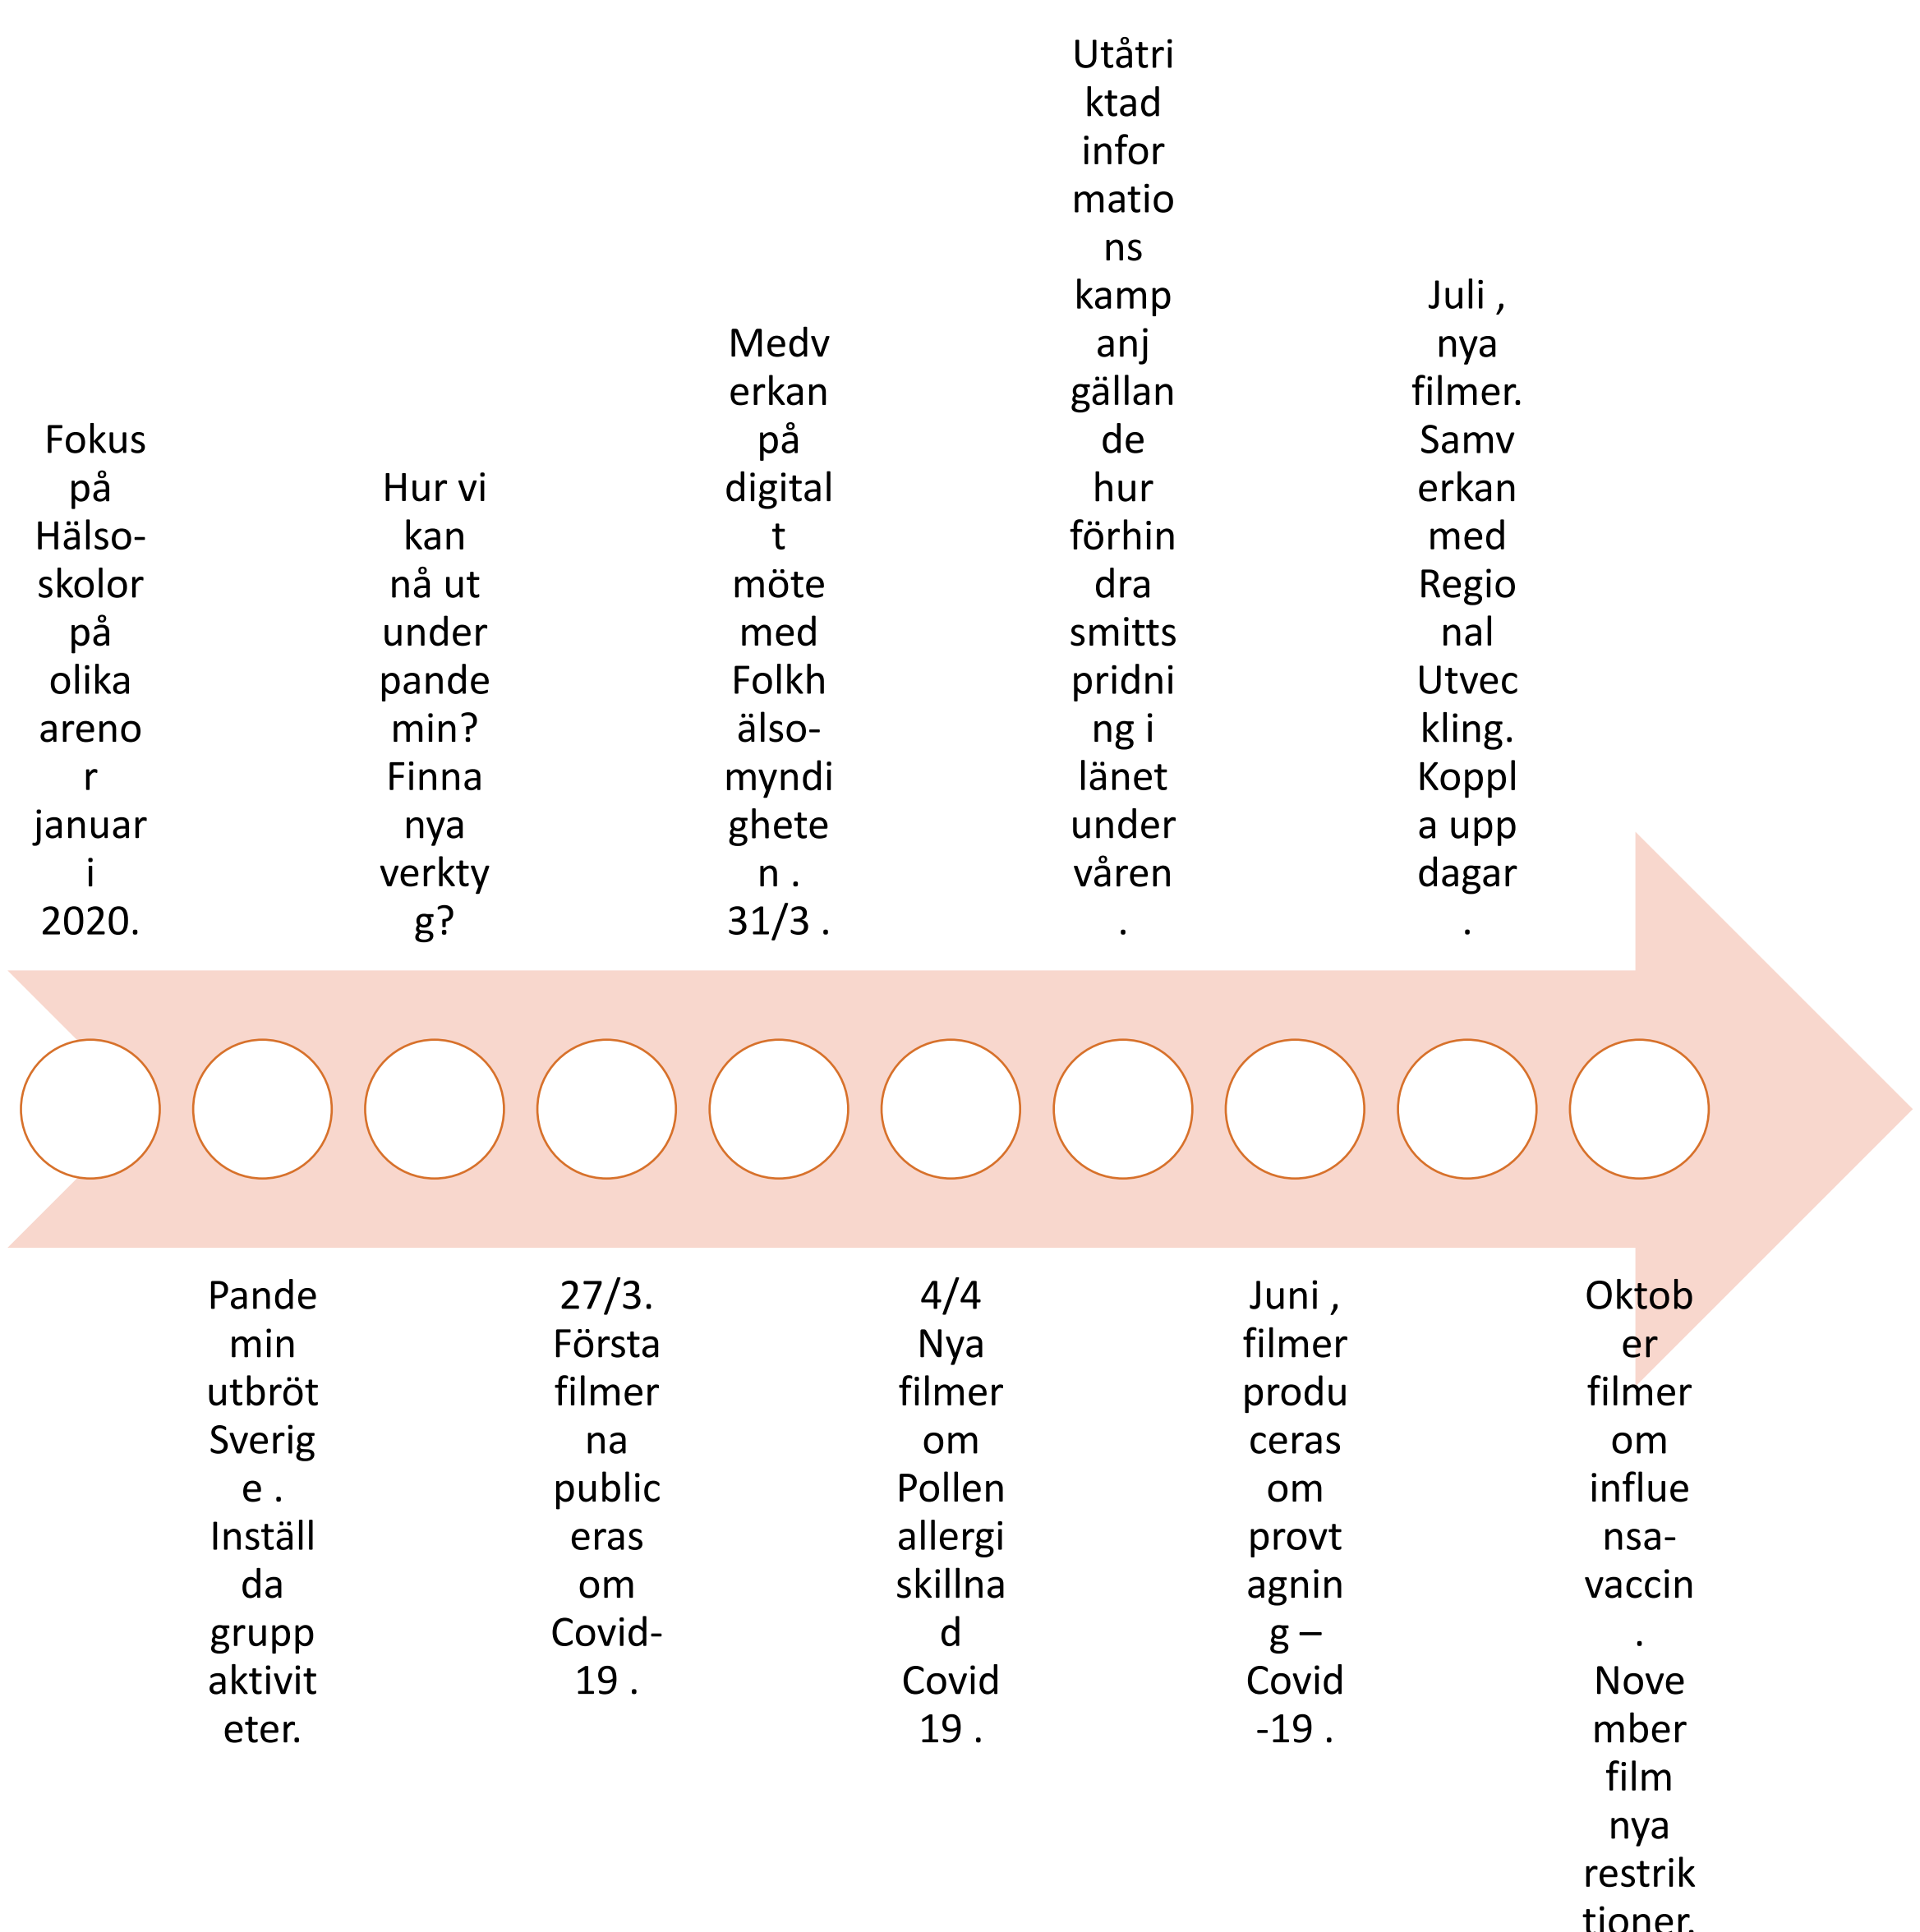 Fokus
på
Hälso-
skolor
på
olika
areno
r
januar
i
2020.
Pande
min
utbröt
Sverig
e .
Inställ
da
grupp
aktivit
eter.
Hur vi
kan
nå ut
under
pande
min?
Finna
nya
verkty
g?
27/3.
Första
filmer
na
public
eras
om
Covid-
19 .
Medv
erkan
på
digital
t
möte
med
Folkh
älso-
myndi
ghete
n .
31/3 .
4/4
Nya
filmer
om
Pollen
allergi
skillna
d
Covid
19 .
Utåtri
ktad
infor
matio
ns
kamp
anj
gällan
de
hur
förhin
dra
smitts
pridni
ng i
länet
under
våren
.
Juni ,
filmer
produ
ceras
om
provt
agnin
g –
Covid
-19 .
Juli ,
nya
filmer.
Samv
erkan
med
Regio
nal
Utvec
kling.
Koppl
a upp
dagar
.
Oktob
er
filmer
om
influe
nsa-
vaccin
.
Nove
mber
film
nya
restrik
tioner.